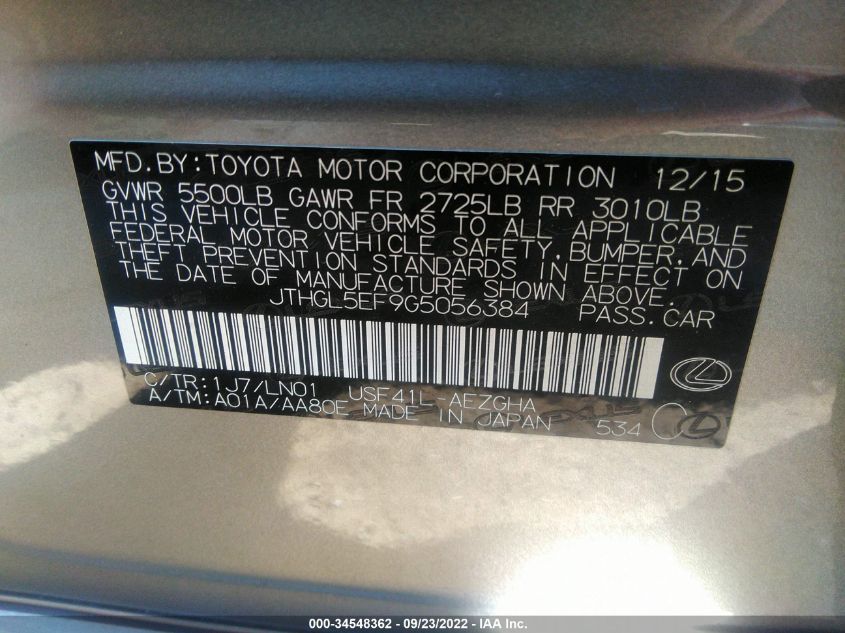 MFD.BY:TOYOTA MOTOR CORPORATION 12/15
GVWR 5500LB GAWR FR 2725LB RR 3010LB
THIS VEHICLE CONFORMS TO ALL APPLICABLE
FEDERAL MOTOR VEHICLE SAFETY,BUMPER,AND
THEFT PREVENTION STANDARDS IN EFFECT ON
THE DATE OF MANUFACTURE SHOWN ABOVE.
JTHGL5EF9G5056384 PASS.CAR
C/TR:1J7/LN01 USF41L-AEZGHA
A/TM:A01A/AA80E MADE IN JAPAN 534 C
000-34548362 - 09/23/2022 - IAA Inc.